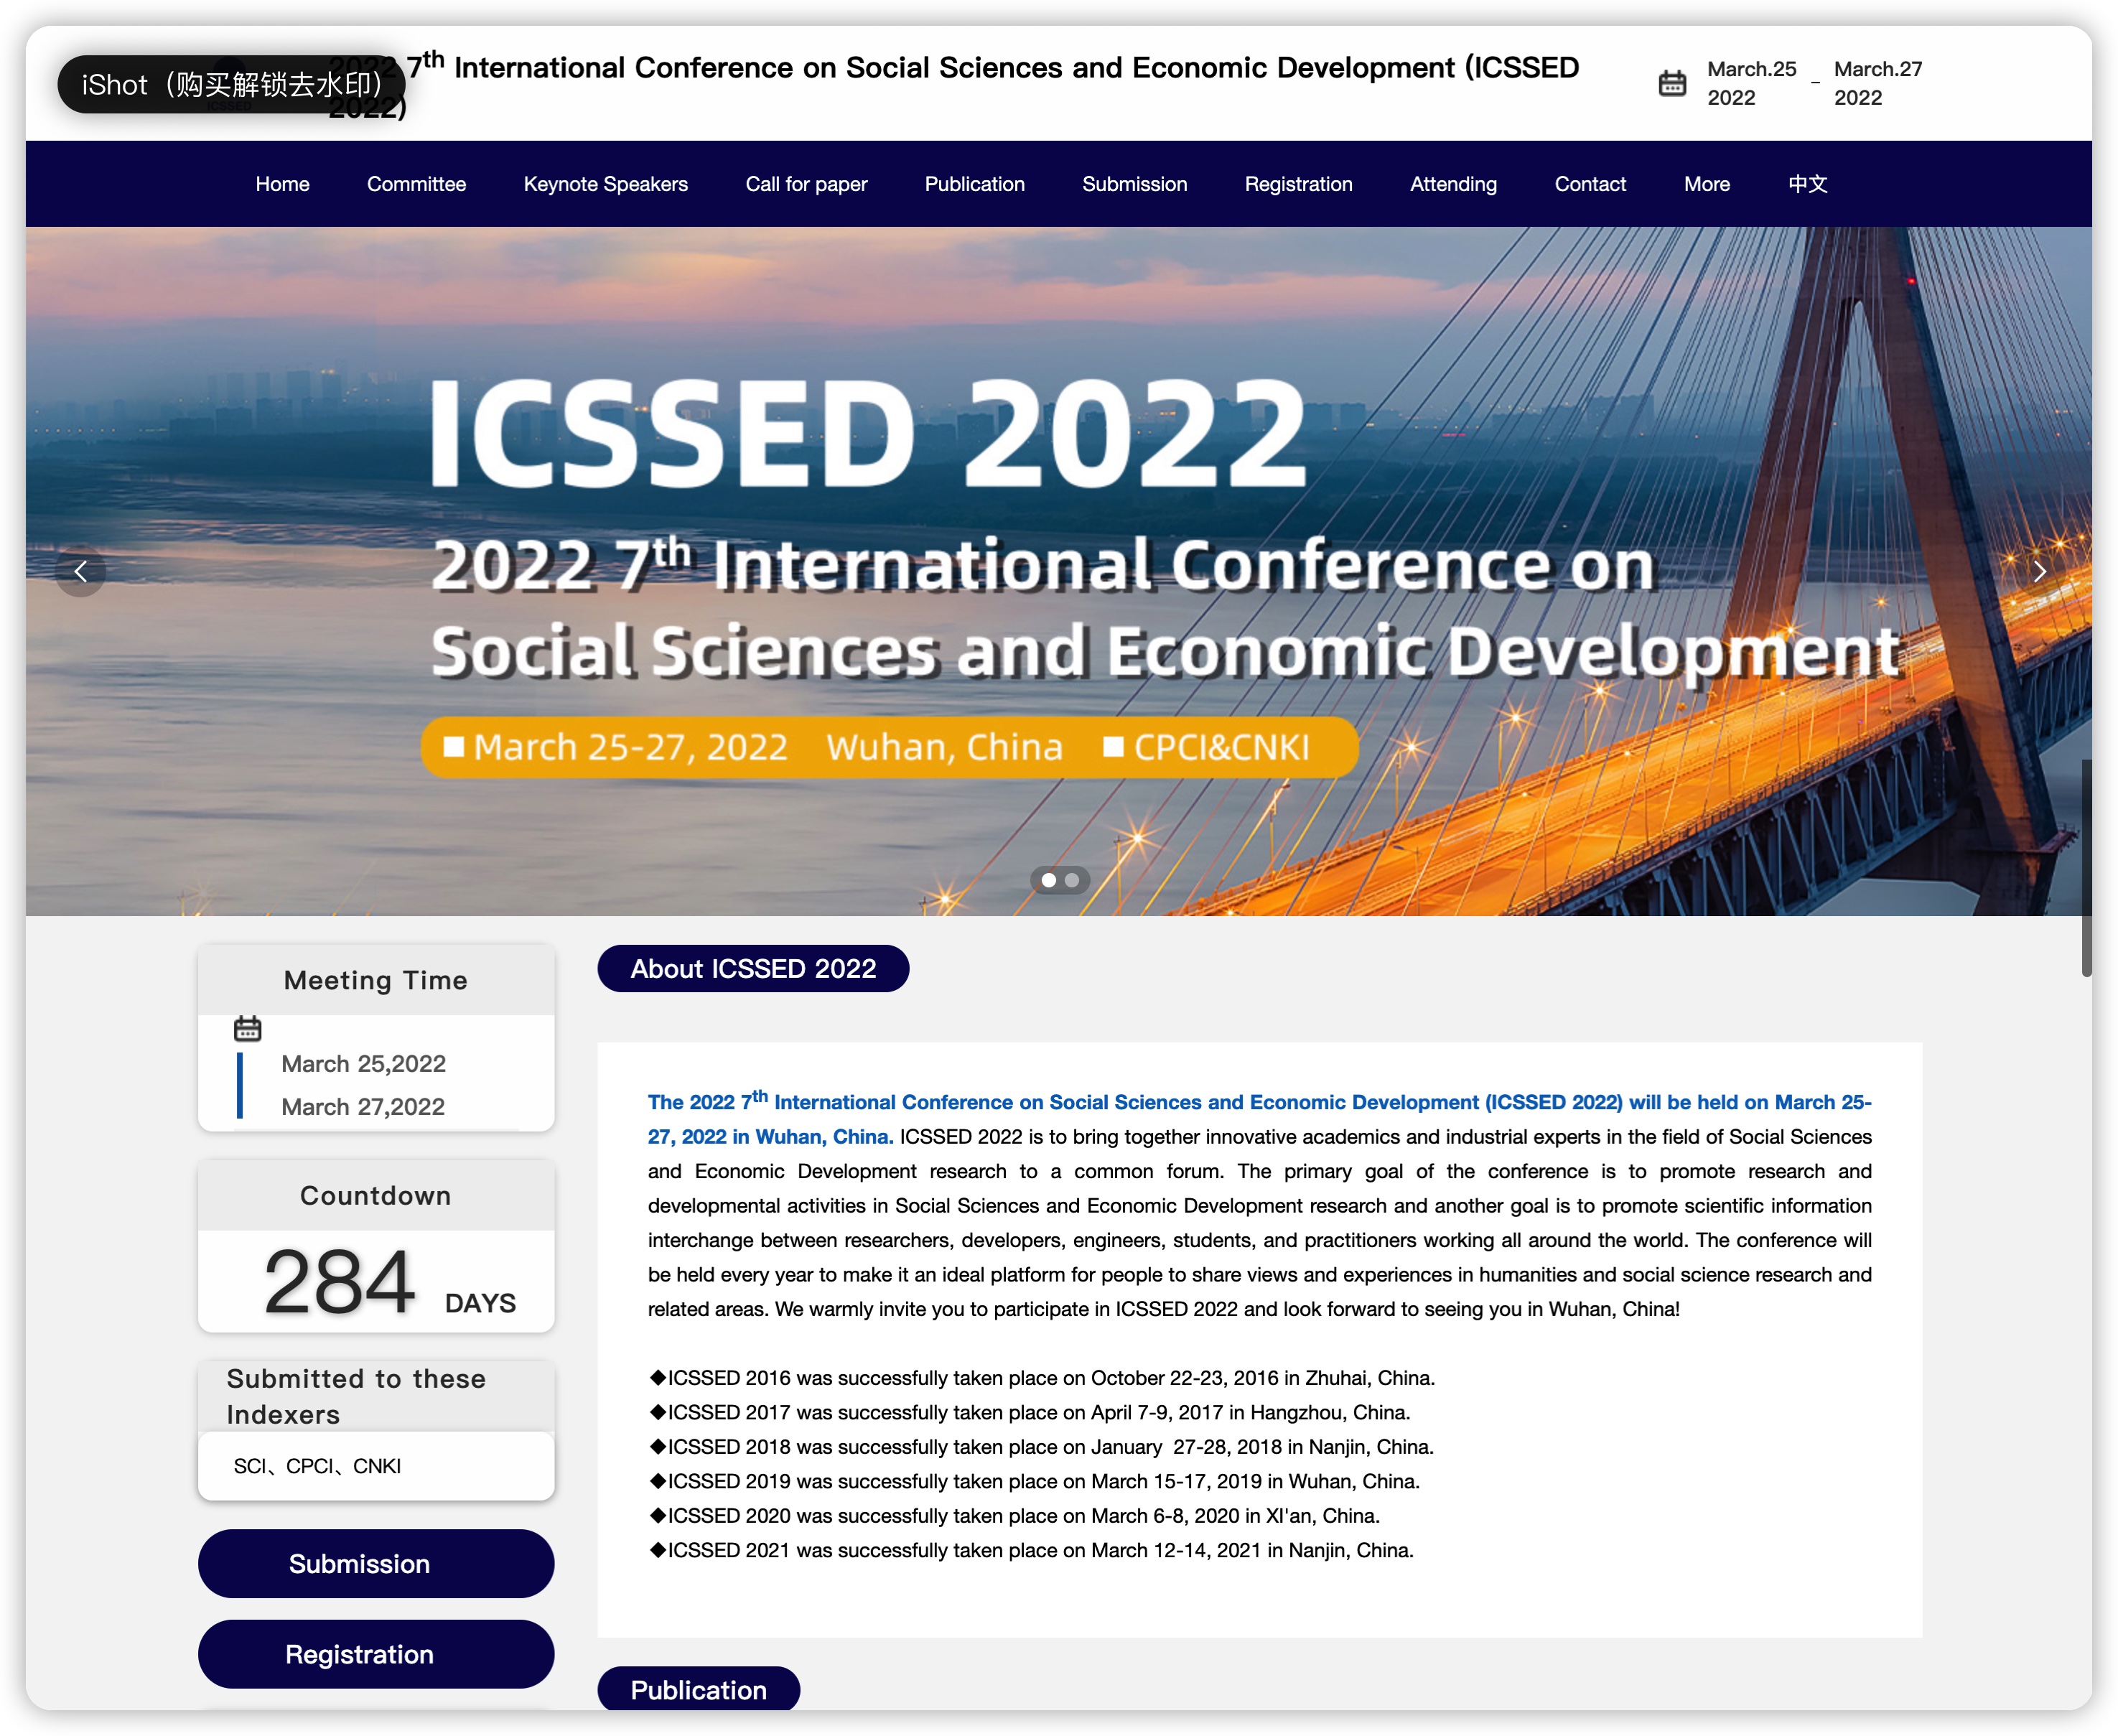 iShot（购买解锁去水印）
2022 7th International Conference on Social Sciences and Economic Development (ICSSED
2022)
ICSSED
March.25
2022
–
March.27
2022
Home Committee Keynote Speakers Call for paper Publication Submission Registration Attending Contact More 中文
ICSSED 2022
2022 7th International Conference on
Social Sciences and Economic Development
■ March 25-27, 2022 Wuhan, China ■ CPCI&CNKI
Meeting Time
March 25,2022
March 27,2022
Countdown
284 DAYS
Submitted to these
Indexers
SCI、CPCI、CNKI
Submission
Registration
About ICSSED 2022
The 2022 7th International Conference on Social Sciences and Economic Development (ICSSED 2022) will be held on March 25-
27, 2022 in Wuhan, China. ICSSED 2022 is to bring together innovative academics and industrial experts in the field of Social Sciences
and Economic Development research to a common forum. The primary goal of the conference is to promote research and
developmental activities in Social Sciences and Economic Development research and another goal is to promote scientific information
interchange between researchers, developers, engineers, students, and practitioners working all around the world. The conference will
be held every year to make it an ideal platform for people to share views and experiences in humanities and social science research and
related areas. We warmly invite you to participate in ICSSED 2022 and look forward to seeing you in Wuhan, China!
◆ICSSED 2016 was successfully taken place on October 22-23, 2016 in Zhuhai, China.
◆ICSSED 2017 was successfully taken place on April 7-9, 2017 in Hangzhou, China.
◆ICSSED 2018 was successfully taken place on January 27-28, 2018 in Nanjin, China.
◆ICSSED 2019 was successfully taken place on March 15-17, 2019 in Wuhan, China.
◆ICSSED 2020 was successfully taken place on March 6-8, 2020 in XI'an, China.
◆ICSSED 2021 was successfully taken place on March 12-14, 2021 in Nanjin, China.
Publication